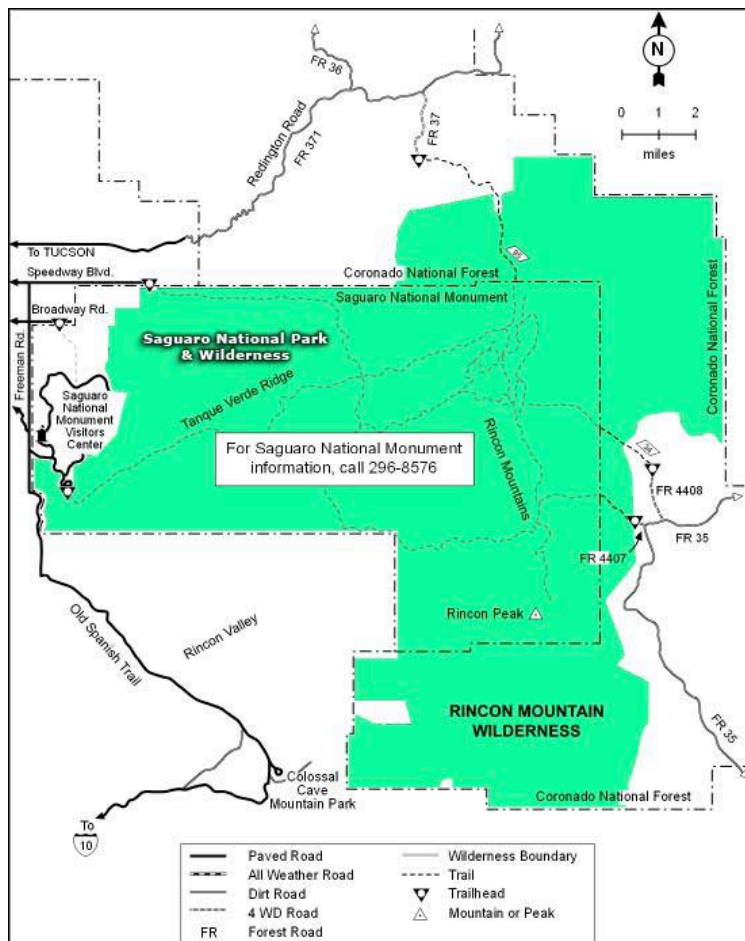 FR 36
N
Redington Road
FR 371
FR 37
0 1 2
miles
To TUCSON
Speedway Blvd.
Coronado National Forest
95
Saguaro National Monument
Broadway Rd.
Saguaro National Park
& Wilderness
Freeman Rd.
Coronado National Forest
Saguaro
National
Monument
Visitors
Center
Tanque Verde Ridge
For Saguaro National Monument
information, call 296-8576
Rincon Mountains
FR 4408
FR 35
FR 4407
Rincon Peak
Old Spanish Trail
Rincon Valley
RINCON MOUNTAIN
WILDERNESS
FR 35
Colossal
Cave
Mountain Park
Coronado National Forest
To
10
Paved Road
All Weather Road
Dirt Road
4 WD Road
FR Forest Road
Wilderness Boundary
Trail
Trailhead
Mountain or Peak